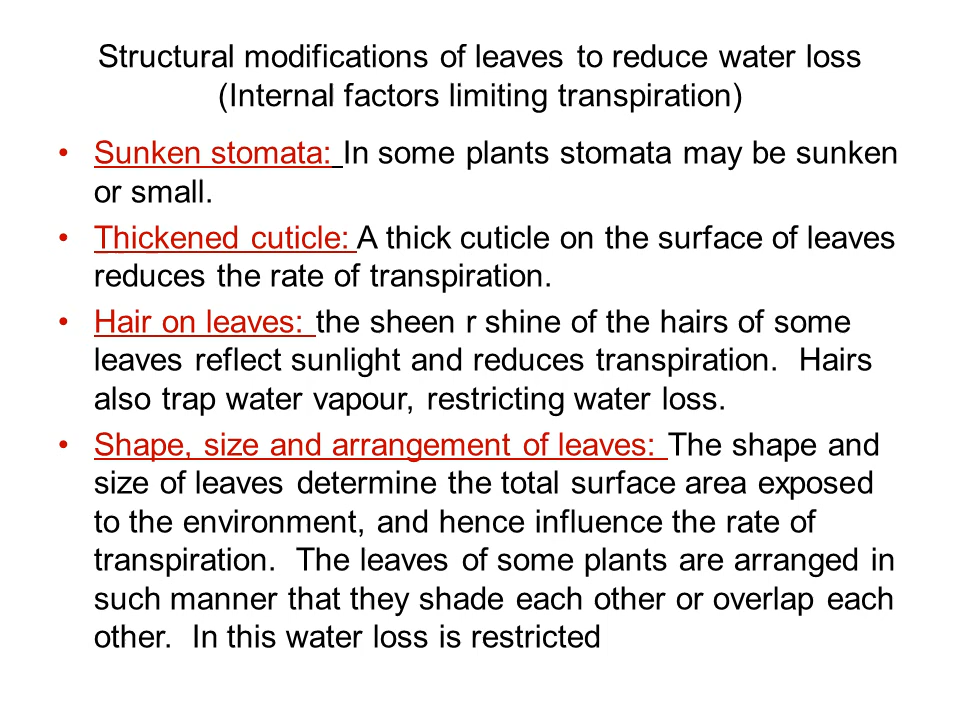 Structural modifications of leaves to reduce water loss
(Internal factors limiting transpiration)
• Sunken stomata: In some plants stomata may be sunken
or small.
• Thickened cuticle: A thick cuticle on the surface of leaves
reduces the rate of transpiration.
• Hair on leaves: the sheen r shine of the hairs of some
leaves reflect sunlight and reduces transpiration.  Hairs
also trap water vapour, restricting water loss.
• Shape, size and arrangement of leaves: The shape and
size of leaves determine the total surface area exposed
to the environment, and hence influence the rate of
transpiration.  The leaves of some plants are arranged in
such manner that they shade each other or overlap each
other.  In this water loss is restricted